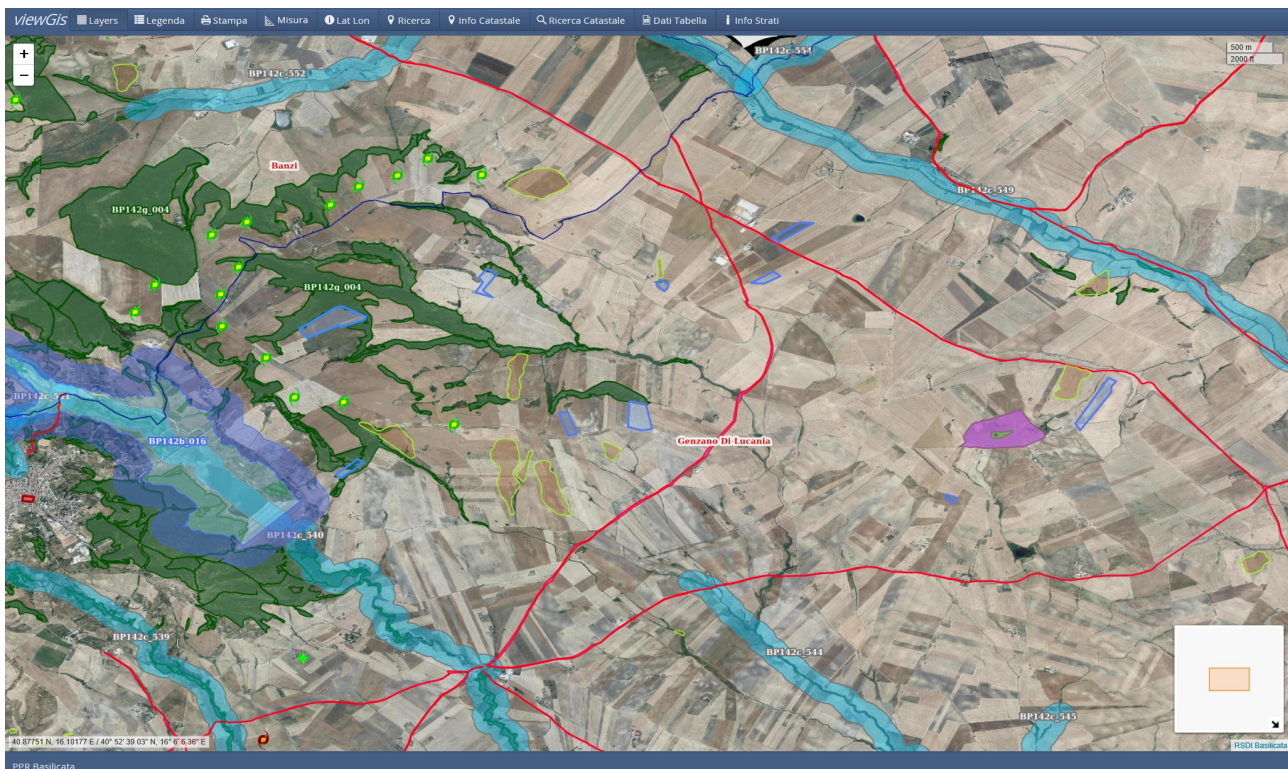 viewGis Layers Legenda Stampa Misura Lat Lon Ricerca Info Catastale Ricerca Catastale Dati Tabella Info Strati
+
−
500 m
2000 ft
BP142c_552
BP142c_554
Banzi
BP142c_549
BP142g_004
BP142g_004
BP142b_016
Genzano Di Lucania
BP142c_540
BP142c_539
BP142c_544
BP142c_545
40.87751 N, 16.10177 E / 40° 52' 39.03" N, 16° 6' 6.36" E
RSDI Basilicata
PPR Basilicata